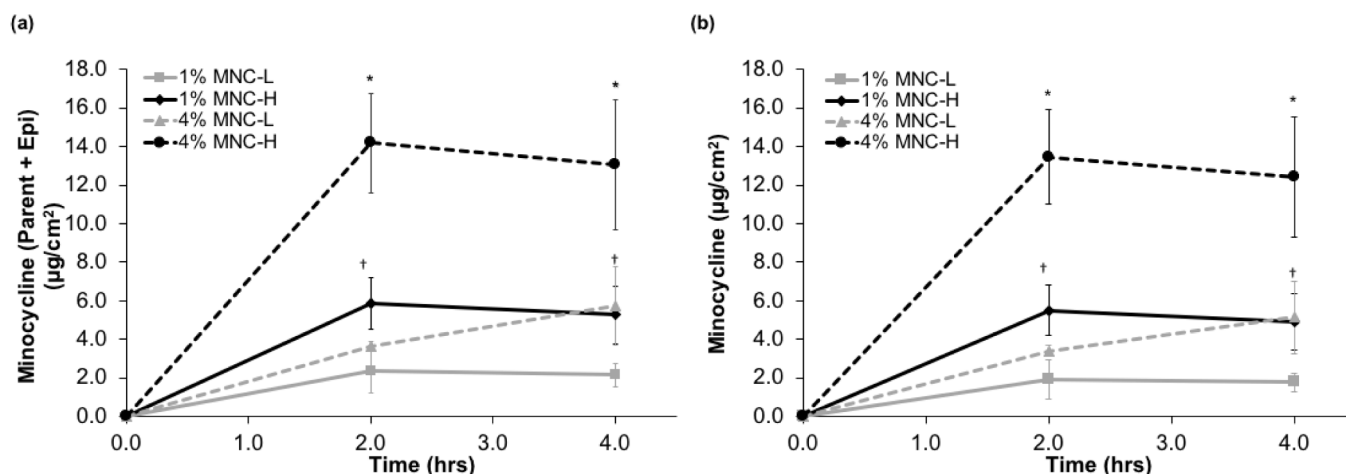 (a)
1% MNC-L
1% MNC-H
4% MNC-L
4% MNC-H
18.0
16.0
14.0
12.0
10.0
8.0
6.0
4.0
2.0
0.0
Minocycline (Parent + Epi)
(µg/cm²)
*
*
†
†
0.0
1.0
2.0
3.0
4.0
Time (hrs)
(b)
1% MNC-L
1% MNC-H
4% MNC-L
4% MNC-H
18.0
16.0
14.0
12.0
10.0
8.0
6.0
4.0
2.0
0.0
Minocycline (µg/cm²)
*
*
†
†
0.0
1.0
2.0
3.0
4.0
Time (hrs)